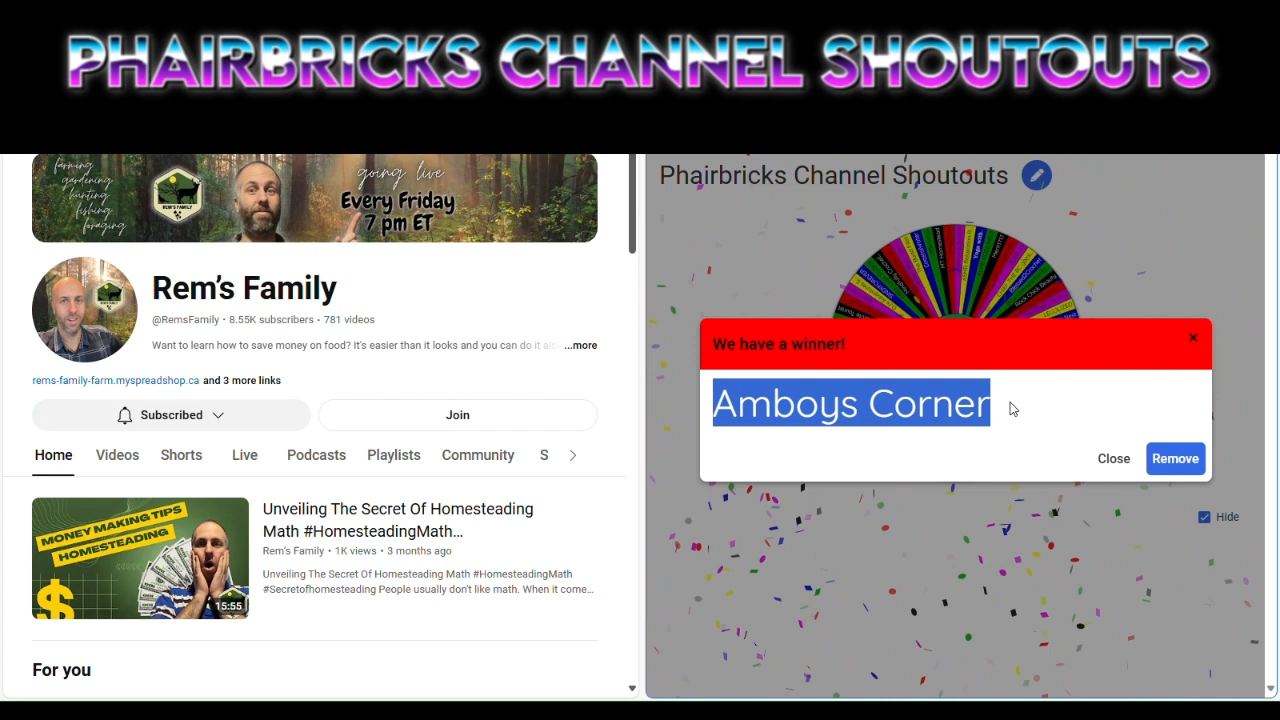 PHAIRBRICKS CHANNEL SHOUTOUTS
farming
gardening
hunting
fishing
foraging
REM'S FAMILY
going live
Every Friday
7 pm ET
Rem's Family
@RemsFamily • 8.55K subscribers • 781 videos
Want to learn how to save money on food? It's easier than it looks and you can do it als ...more
rems-family-farm.myspreadshop.ca and 3 more links
Subscribed
Join
Home Videos Shorts Live Podcasts Playlists Community S
MONEY MAKING TIPS
HOMESTEADING
$
15:55
Unveiling The Secret Of Homesteading
Math #HomesteadingMath...
Rem's Family • 1K views • 3 months ago
Unveiling The Secret Of Homesteading Math #HomesteadingMath
#Secretofhomesteading People usually don't like math. When it come...
For you
Phairbricks Channel Shoutouts
Rock Chick Beauty
We have a winner!
×
Amboys Corner
Close
Remove
Hide